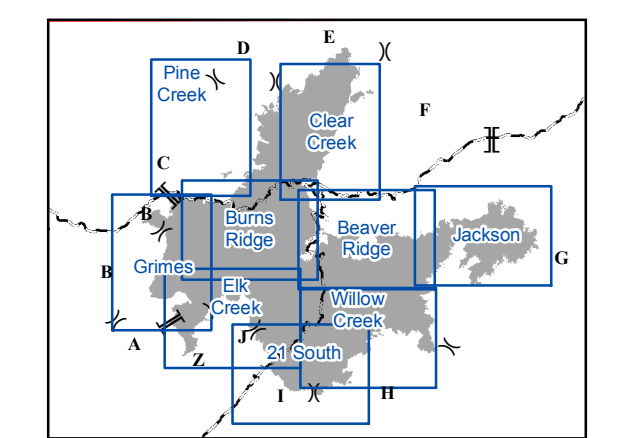 E
D
Pine
Creek
F
Clear
Creek
C
B
Burns
Ridge
Beaver
Ridge
Jackson
G
B
Grimes
Elk
Creek
Willow
Creek
A
Z
J
21 South
I
H